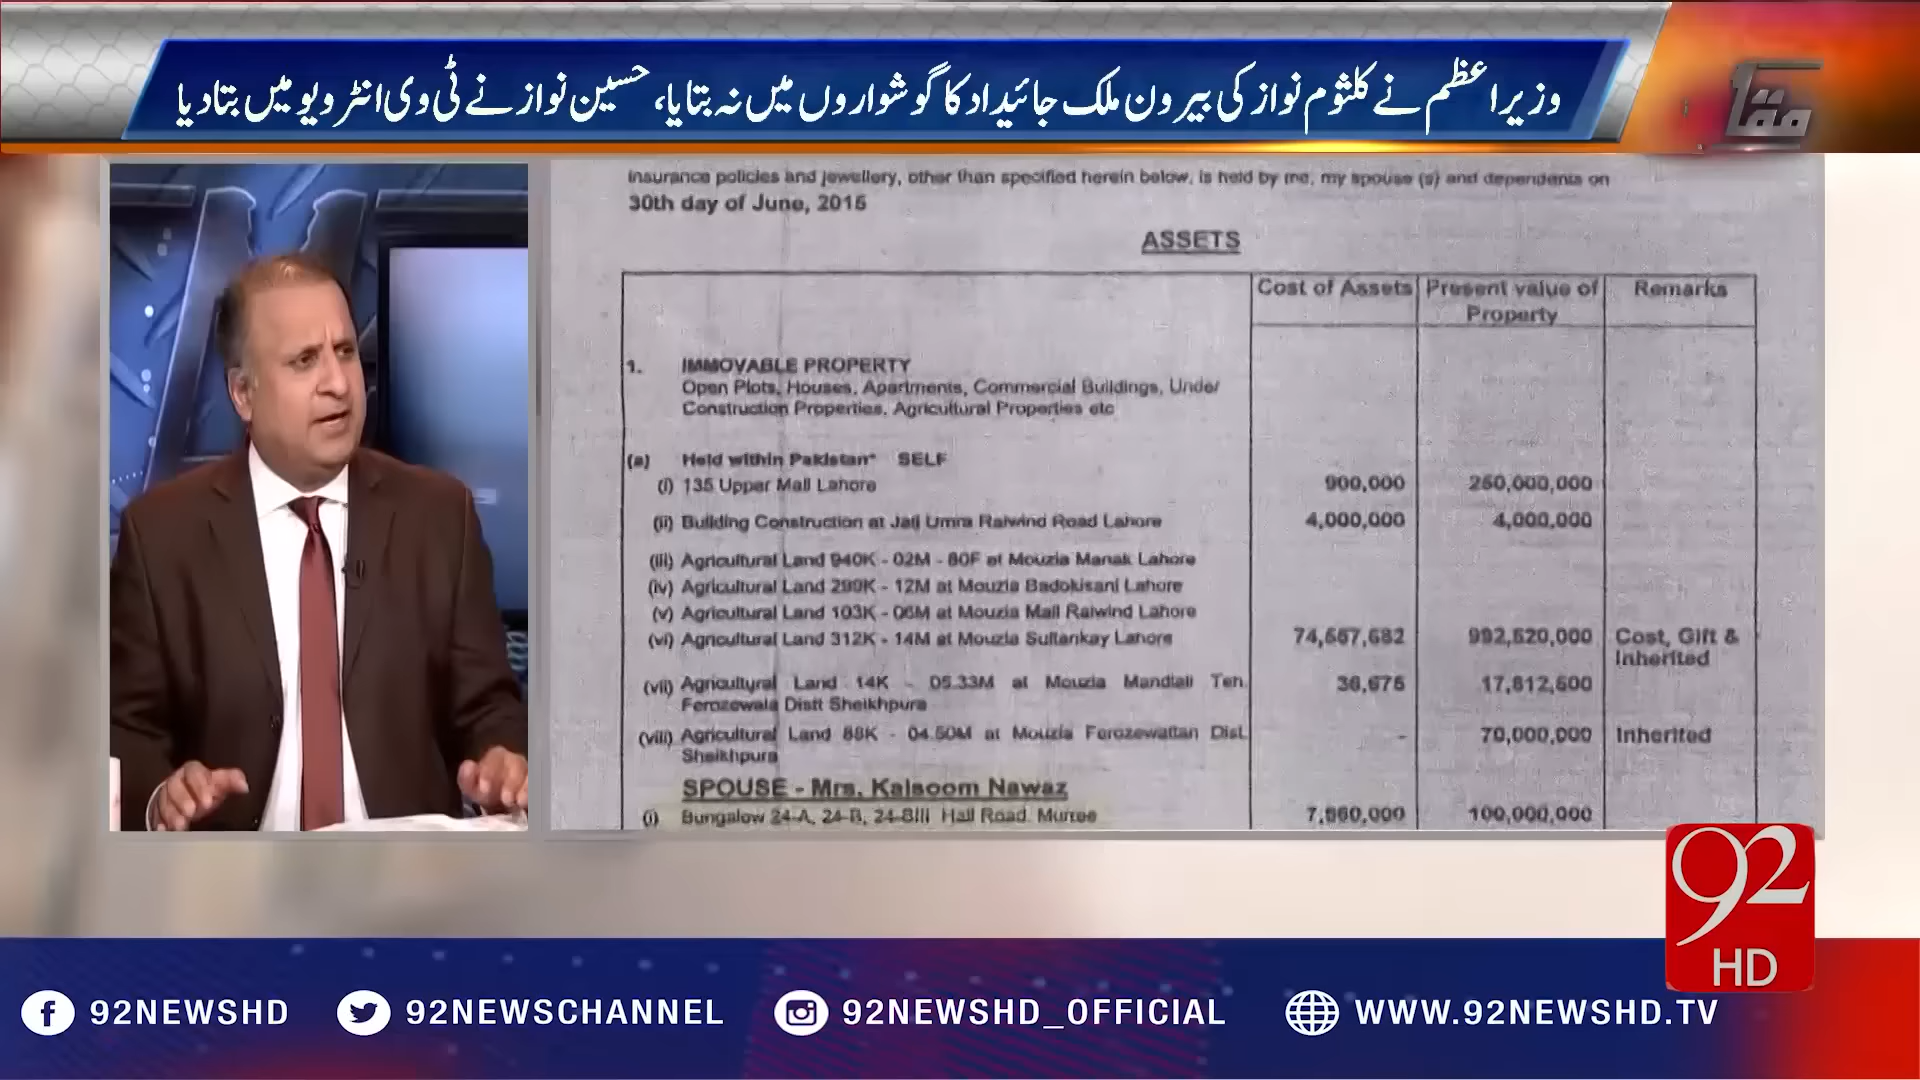 وزیراعظم نے کلثوم نواز کی بیرون ملک جائیداد کا گوشواروں میں نہ بتایا، حسین نواز نے ٹی وی انٹرویو میں بتا دیا
insurance policies and jewellery, other than specified herein below, is held by me, my spouse (s) and dependents on
30th day of June, 2015
ASSETS
Cost of Assets Present value of Property Remarks
1. IMMOVABLE PROPERTY
Open Plots, Houses, Apartments, Commercial Buildings, Under
Construction Properties, Agricultural Properties etc
(a) Held within Pakistan* SELF
(i) 135 Upper Mall Lahore 900,000 250,000,000
(ii) Building Construction at Jati Umra Raiwind Road Lahore 4,000,000 4,000,000
(iii) Agricultural Land 940K - 02M - 80F at Mouzia Manak Lahore
(iv) Agricultural Land 299K - 12M at Mouzia Badokisani Lahore
(v) Agricultural Land 103K - 06M at Mouzia Mall Raiwind Lahore
(vi) Agricultural Land 312K - 14M at Mouzia Sultankay Lahore 74,557,682 992,520,000 Cost, Gift & Inherited
(vii) Agricultural Land 14K - 05.33M at Mouzia Mandiali Teh. 36,675 17,812,500
Ferozewala Distt Sheikhpura
(viii) Agricultural Land 88K - 04.50M at Mouzia Ferozewattan Dist. - 70,000,000 Inherited
Sheikhpura
SPOUSE - Mrs. Kalsoom Nawaz
(i) Bungalow 24-A, 24-B, 24-BIII Hall Road Murree 7,560,000 100,000,000
92
HD
92NEWSHD 92NEWSCHANNEL 92NEWSHD_OFFICIAL WWW.92NEWSHD.TV